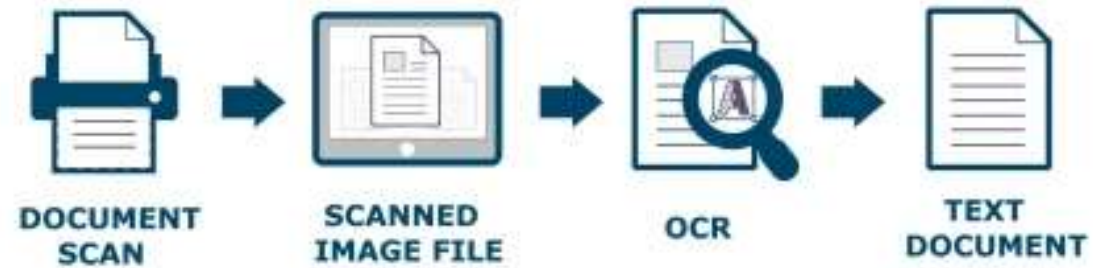 DOCUMENT
SCAN
SCANNED
IMAGE FILE
A
OCR
TEXT
DOCUMENT